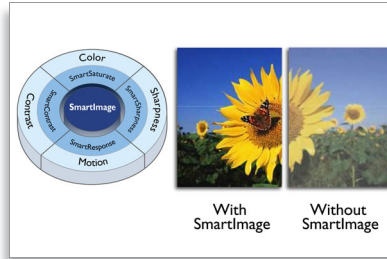 Color
SmartSaturate
Contrast
SmartContrast
SmartImage
SmartSharpness
Sharpness
SmartResponse
Motion
With
SmartImage
Without
SmartImage